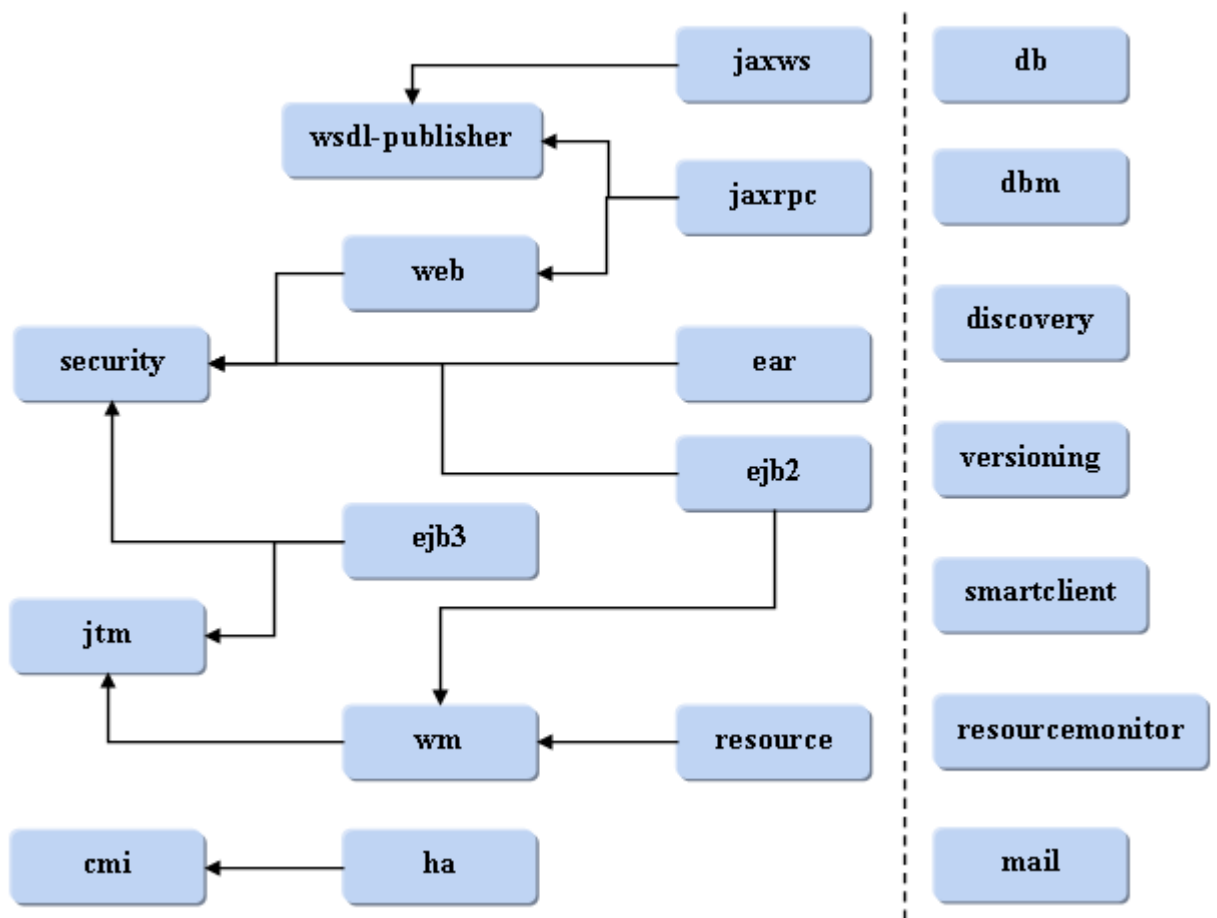 jaxws
db
wsdl-publisher
dbm
jaxrpc
web
discovery
security
ear
versioning
ejb2
ejb3
smartclient
jtm
resourcemonitor
wm
resource
cmi
ha
mail